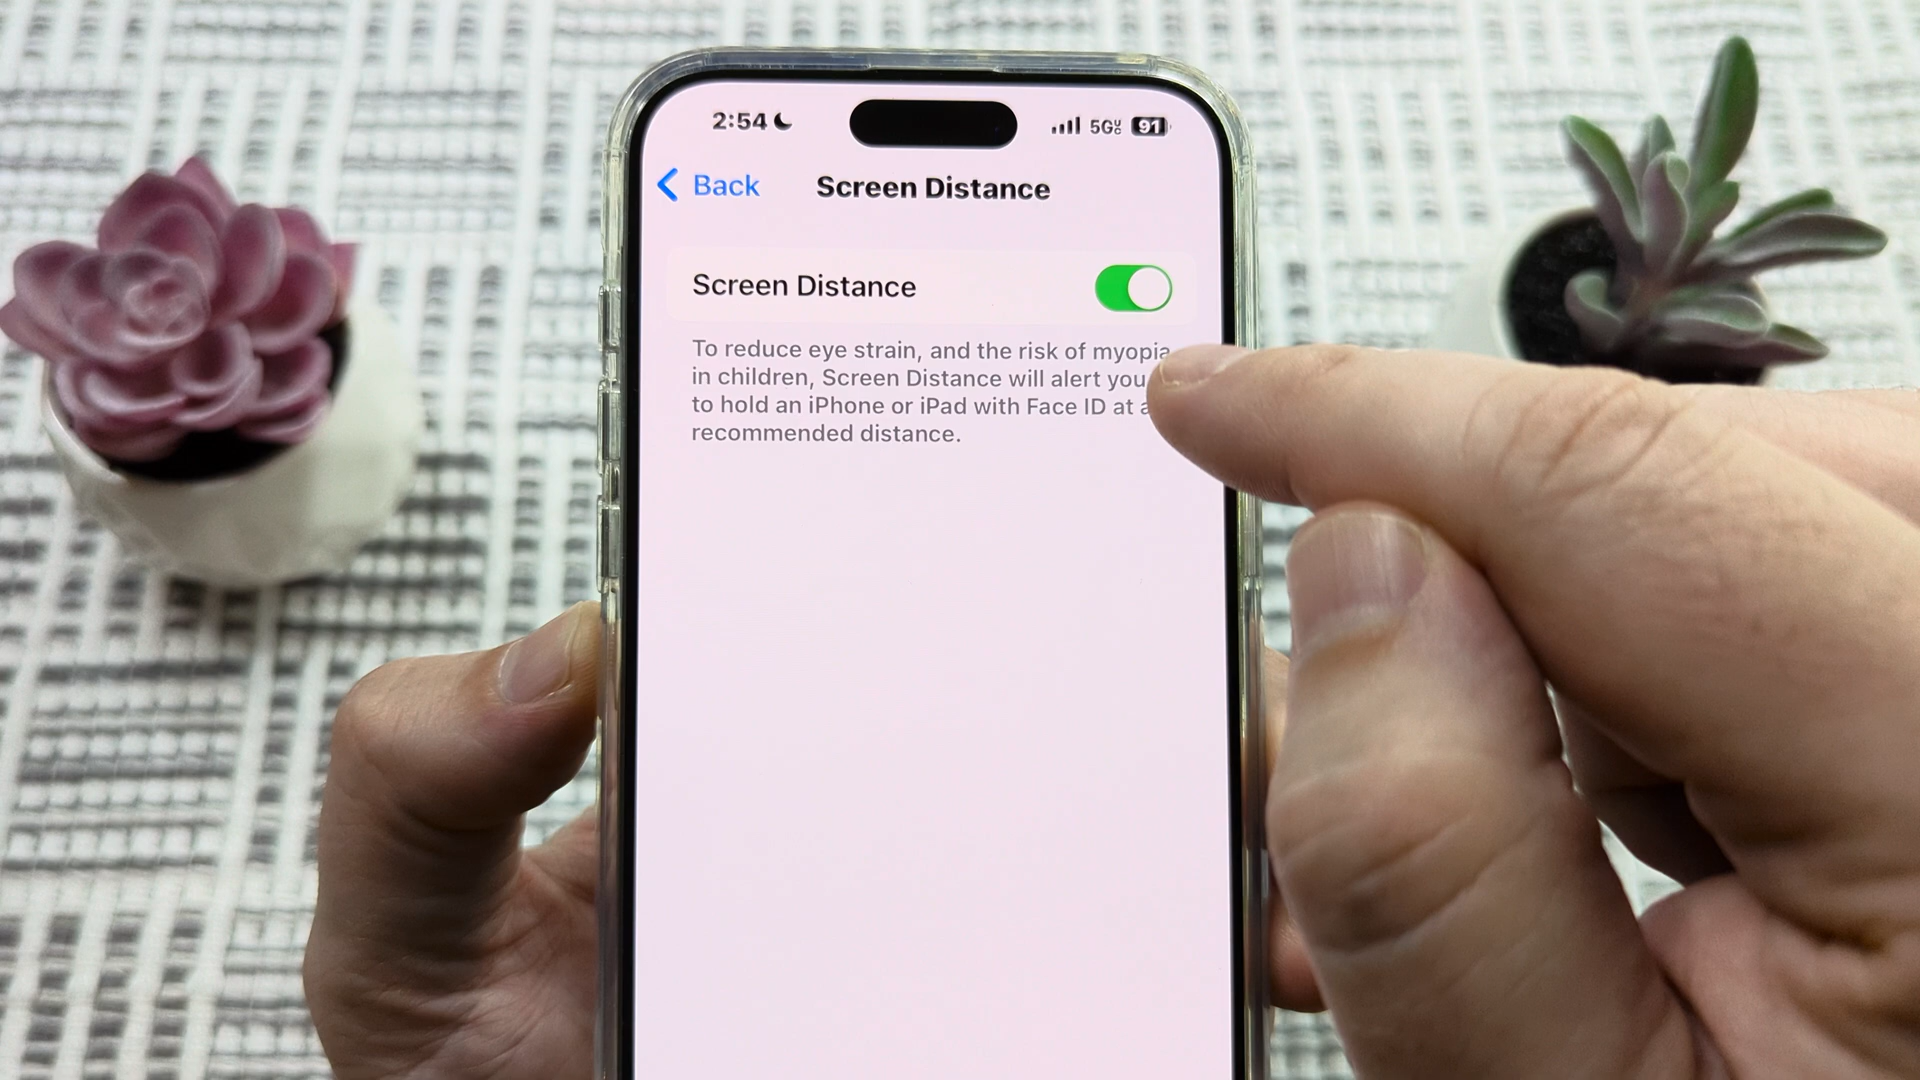 2:54 5G 91
Back Screen Distance
Screen Distance
To reduce eye strain, and the risk of myopia
in children, Screen Distance will alert you
to hold an iPhone or iPad with Face ID at a
recommended distance.